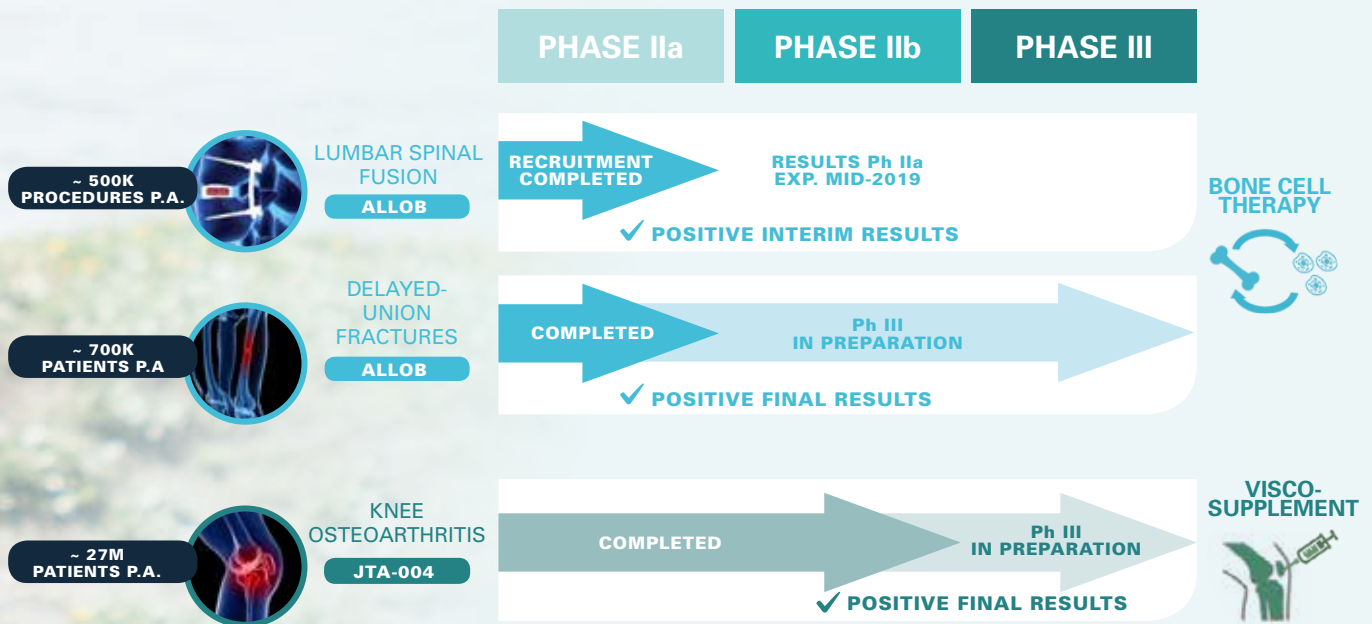 PHASE IIa
PHASE IIb
PHASE III
~ 500K
PROCEDURES P.A.
LUMBAR SPINAL
FUSION
ALLOB
RECRUITMENT
COMPLETED
RESULTS Ph IIa
EXP. MID-2019
POSITIVE INTERIM RESULTS
BONE CELL
THERAPY
~ 700K
PATIENTS P.A
DELAYED-
UNION
FRACTURES
ALLOB
COMPLETED
Ph III
IN PREPARATION
POSITIVE FINAL RESULTS
~ 27M
PATIENTS P.A.
KNEE
OSTEOARTHRITIS
JTA-004
COMPLETED
Ph III
IN PREPARATION
POSITIVE FINAL RESULTS
VISCO-
SUPPLEMENT